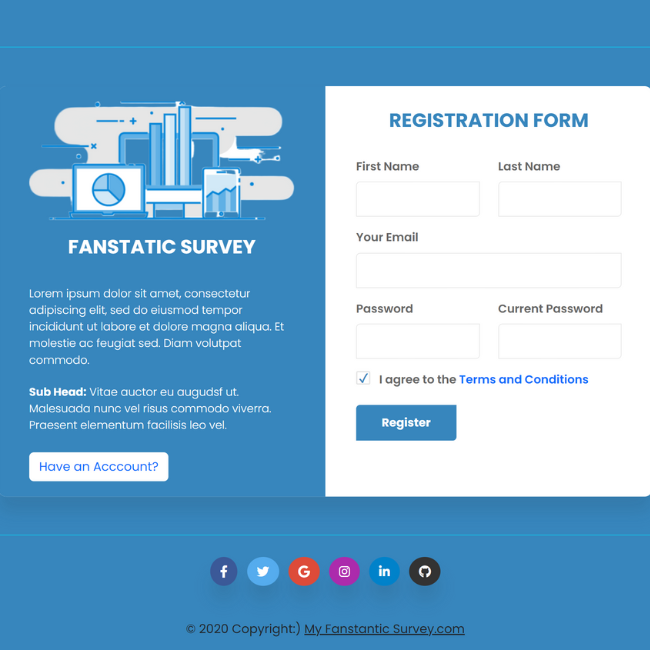 FANSTATIC SURVEY
Lorem ipsum dolor sit amet, consectetur
adipiscing elit, sed do eiusmod tempor
incididunt ut labore et dolore magna aliqua. Et
molestie ac feugiat sed. Diam volutpat
commodo.
Sub Head: Vitae auctor eu augudsf ut.
Malesuada nunc vel risus commodo viverra.
Praesent elementum facilisis leo vel.
Have an Acccount?
REGISTRATION FORM
First Name Last Name
Your Email
Password Current Password
I agree to the Terms and Conditions
Register
© 2020 Copyright:) My Fanstantic Survey.com